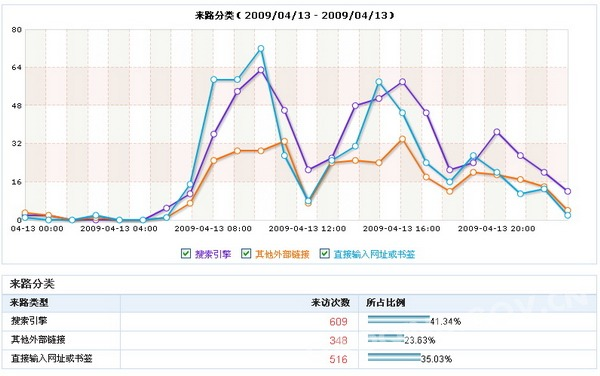 来路分类( 2009/04/13 - 2009/04/13)
80
64
48
32
16
0
04-13 00:00 2009-04-13 04:00 2009-04-13 08:00 2009-04-13 12:00 2009-04-13 16:00 2009-04-13 20:00
搜索引擎 其他外部链接 直接输入网址或书签
来路分类
来路类型 来访次数 所占比例
搜索引擎 609 41.34%
其他外部链接 348 23.63%
直接输入网址或书签 516 35.03%